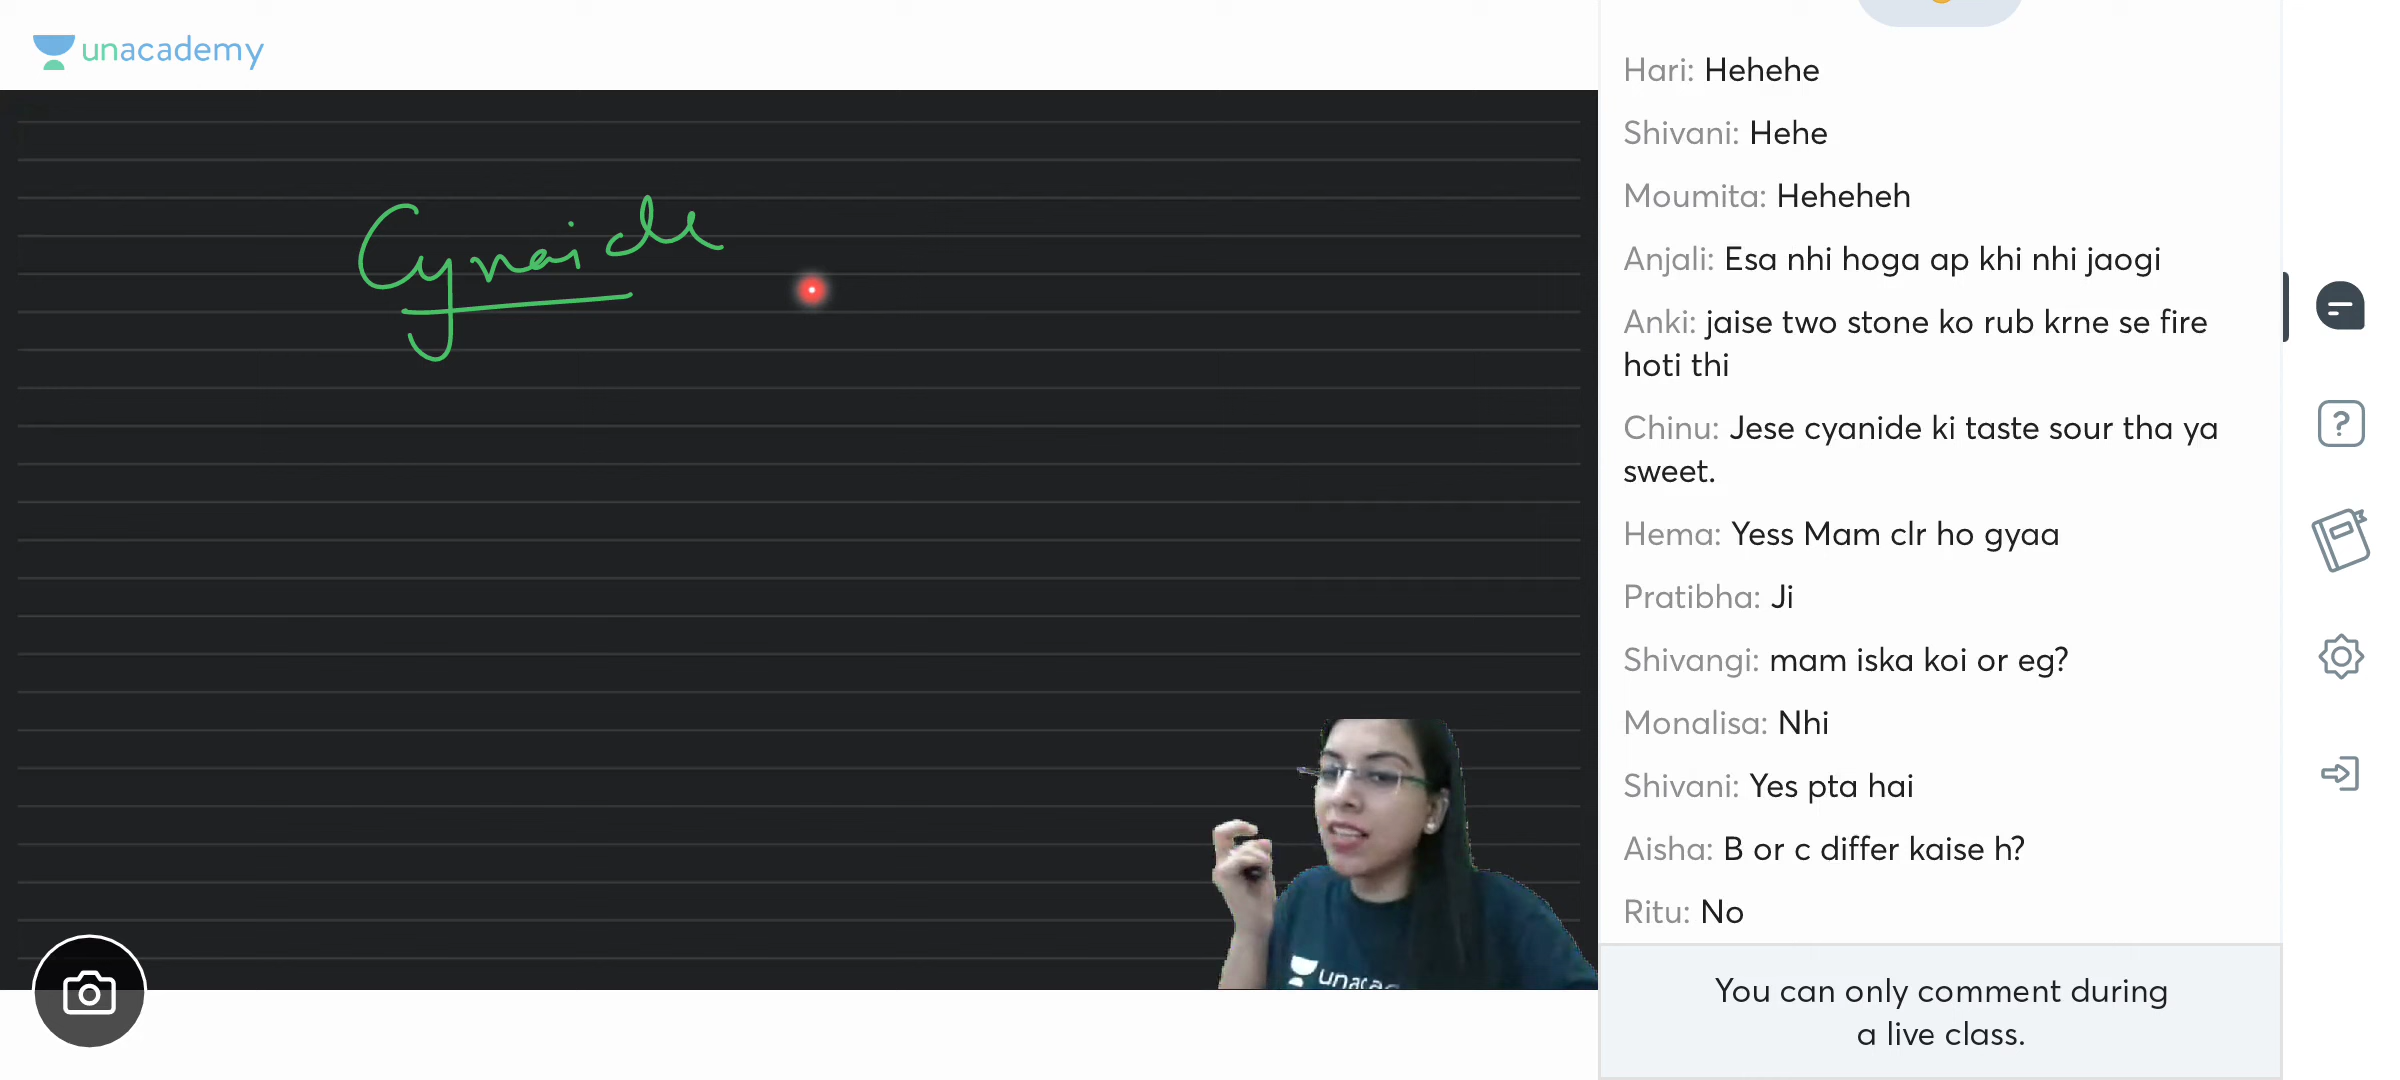 unacademy
Cynaide
unacad
Hari: Hehehe
Shivani: Hehe
Moumita: Heheheh
Anjali: Esa nhi hoga ap khi nhi jaogi
Anki: jaise two stone ko rub krne se fire
hoti thi
Chinu: Jese cyanide ki taste sour tha ya
sweet.
Hema: Yess Mam clr ho gyaa
Pratibha: Ji
Shivangi: mam iska koi or eg?
Monalisa: Nhi
Shivani: Yes pta hai
Aisha: B or c differ kaise h?
Ritu: No
You can only comment during
a live class.
?